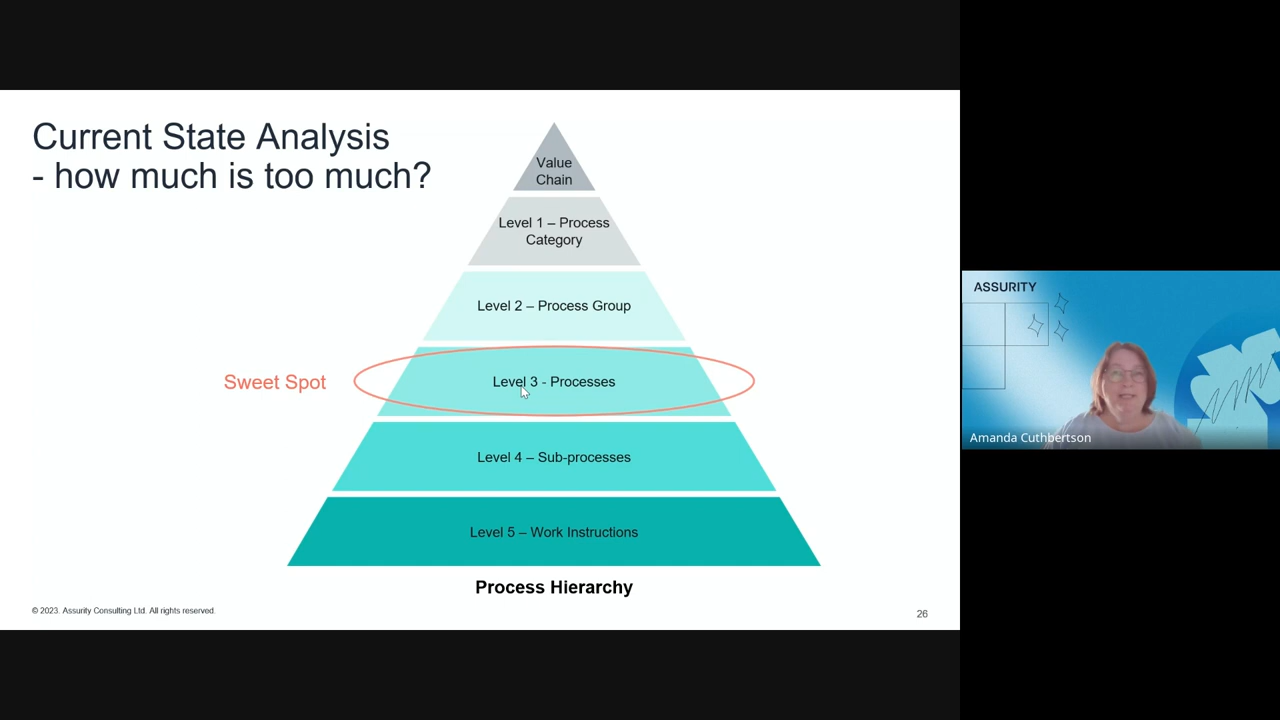 Current State Analysis
- how much is too much?
Value
Chain
Level 1 – Process
Category
Level 2 – Process Group
Sweet Spot
Level 3 - Processes
Level 4 – Sub-processes
Level 5 – Work Instructions
Process Hierarchy
© 2023. Assurity Consulting Ltd. All rights reserved.
26
ASSURITY
Amanda Cuthbertson